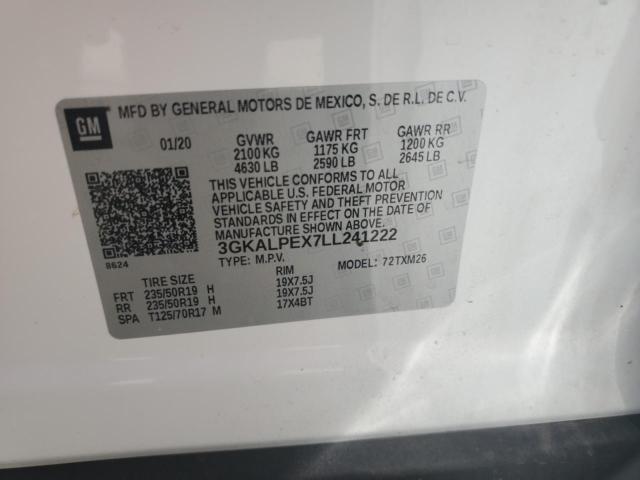 GM
MFD BY GENERAL MOTORS DE MEXICO, S. DE R.L. DE C.V.
01/20 GVWR GAWR FRT GAWR RR
2100 KG 1175 KG 1200 KG
4630 LB 2590 LB 2645 LB
THIS VEHICLE CONFORMS TO ALL
APPLICABLE U.S. FEDERAL MOTOR
VEHICLE SAFETY AND THEFT PREVENTION
STANDARDS IN EFFECT ON THE DATE OF
MANUFACTURE SHOWN ABOVE.
3GKALPEX7LL241222
8624
TYPE: M.P.V. MODEL: 72TXM26
TIRE SIZE RIM
FRT 235/50R19 H 19X7.5J
RR 235/50R19 H 19X7.5J
SPA T125/70R17 M 17X4BT